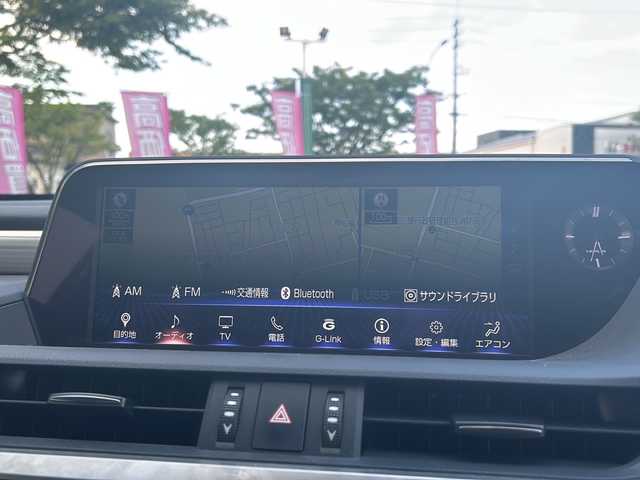 高価
AM
FM
交通情報
Bluetooth
USB
サウンドライブラリ
目的地
オーディオ
TV
電話
G-Link
情報
設定・編集
エアコン